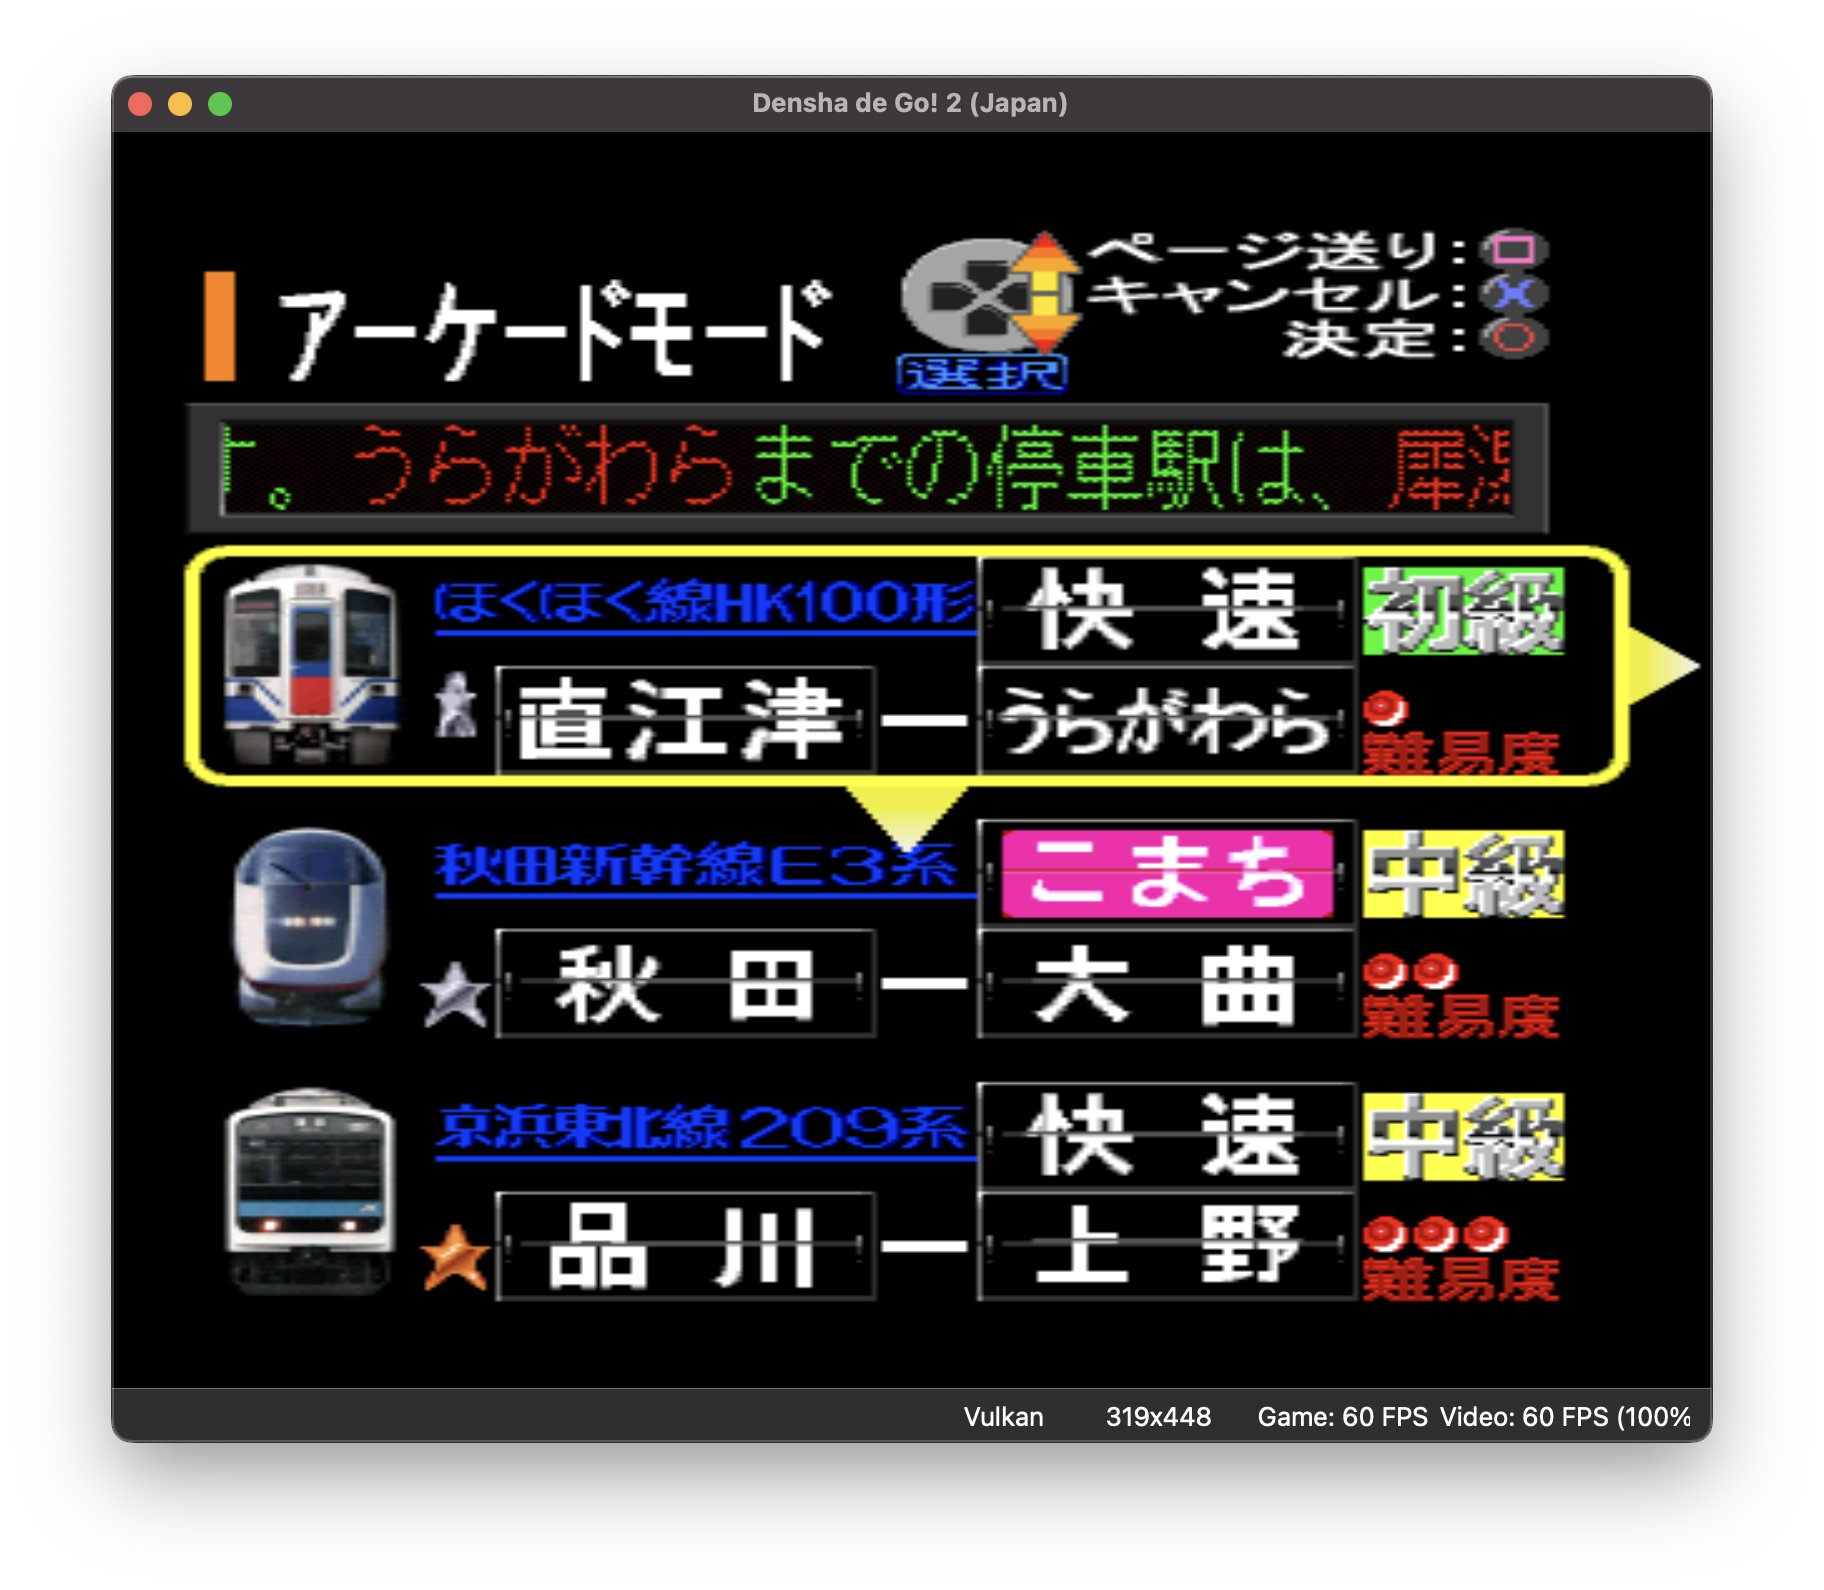 Densha de Go! 2 (Japan)
アーケードモード
選択
ページ送り:
キャンセル:
決定:
。うらがわらまでの停車駅は、犀
ほくほく線HK100形
快速
初級
直江津ーうらがわら
難易度
秋田新幹線E3系
こまち
中級
秋田ー大曲
難易度
京浜東北線209系
快速
中級
品川ー上野
難易度
Vulkan 319x448 Game: 60 FPS Video: 60 FPS (100%